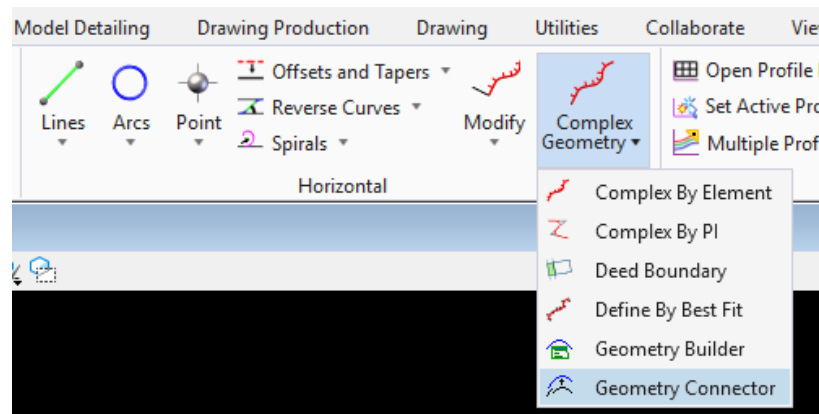 Model Detailing Drawing Production Drawing Utilities Collaborate
Offsets and Tapers
Open Profile
Reverse Curves
Set Active
Lines Arcs Point Modify Complex Geometry
Spirals
Multiple
Horizontal
Complex By Element
Complex By PI
Deed Boundary
Define By Best Fit
Geometry Builder
Geometry Connector